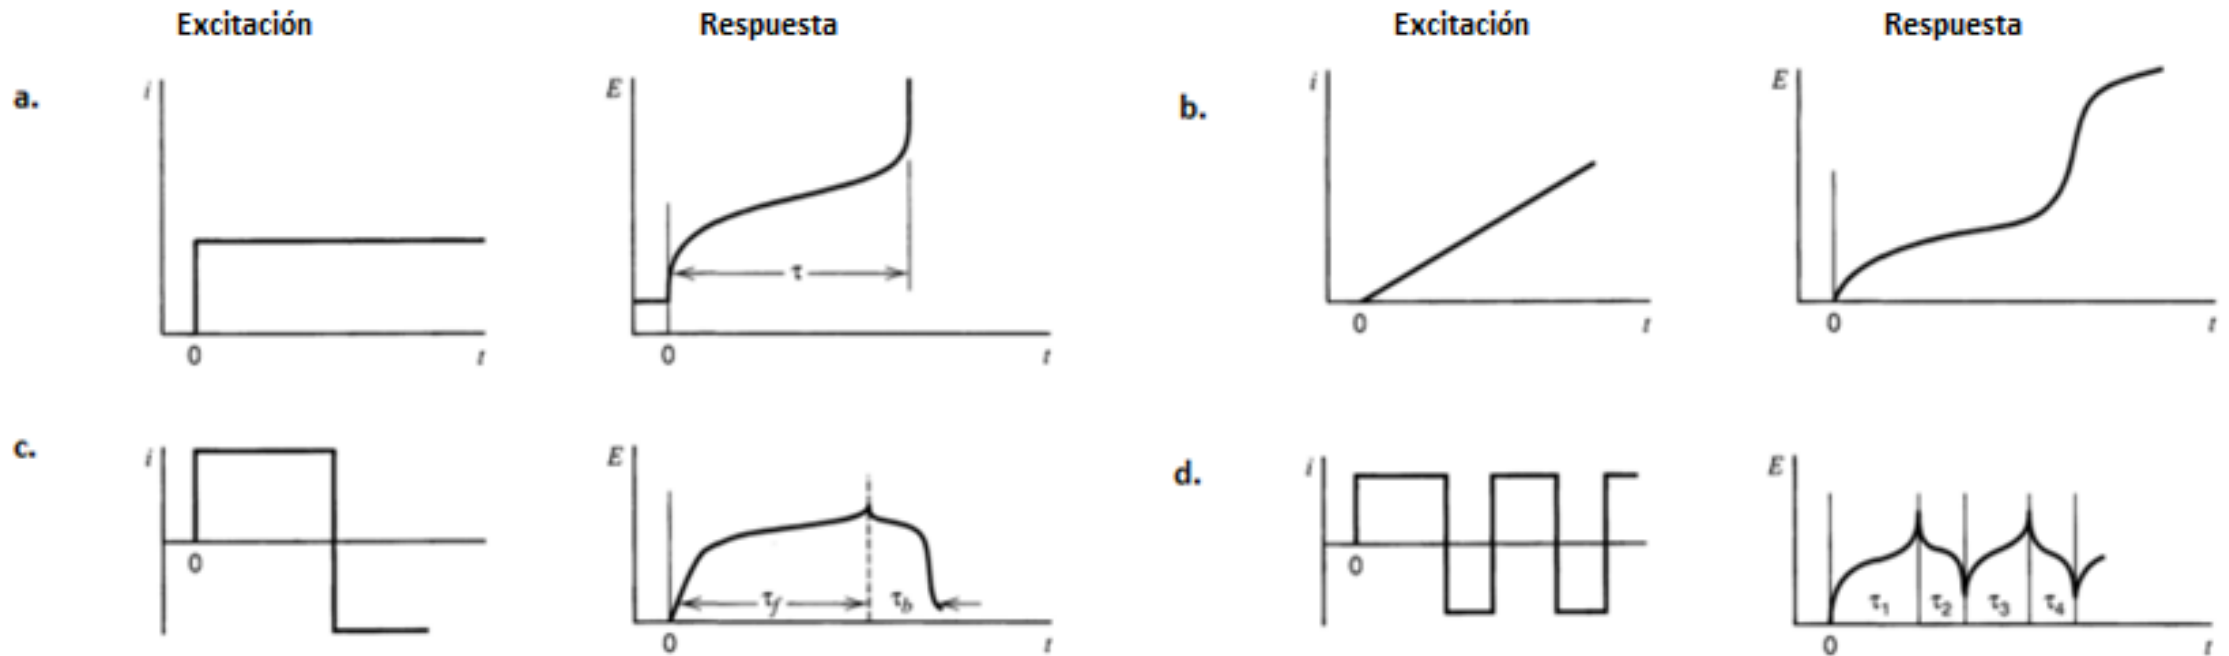 Excitación Respuesta Excitación Respuesta
a. i E b. i E
τ
0 t 0 t 0 t 0 t
c. i E d. i E
0 τf τb 0 τ1 τ2 τ3 τ4
0 t 0 t